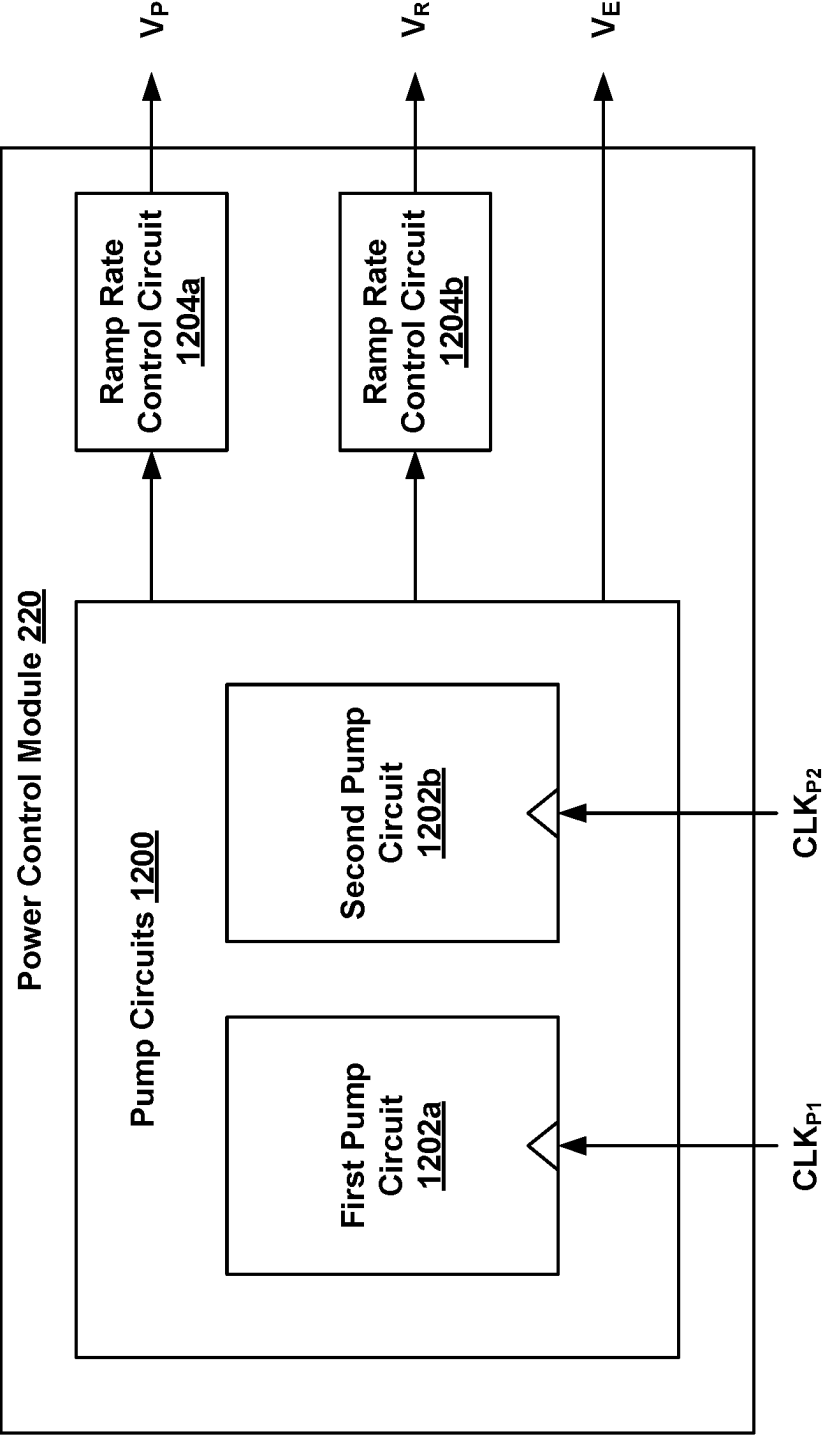 Power Control Module 220
Pump Circuits 1200
First Pump
Circuit
1202a
Second Pump
Circuit
1202b
Ramp Rate
Control Circuit
1204a
Ramp Rate
Control Circuit
1204b
VP
VR
VE
CLKP1
CLKP2